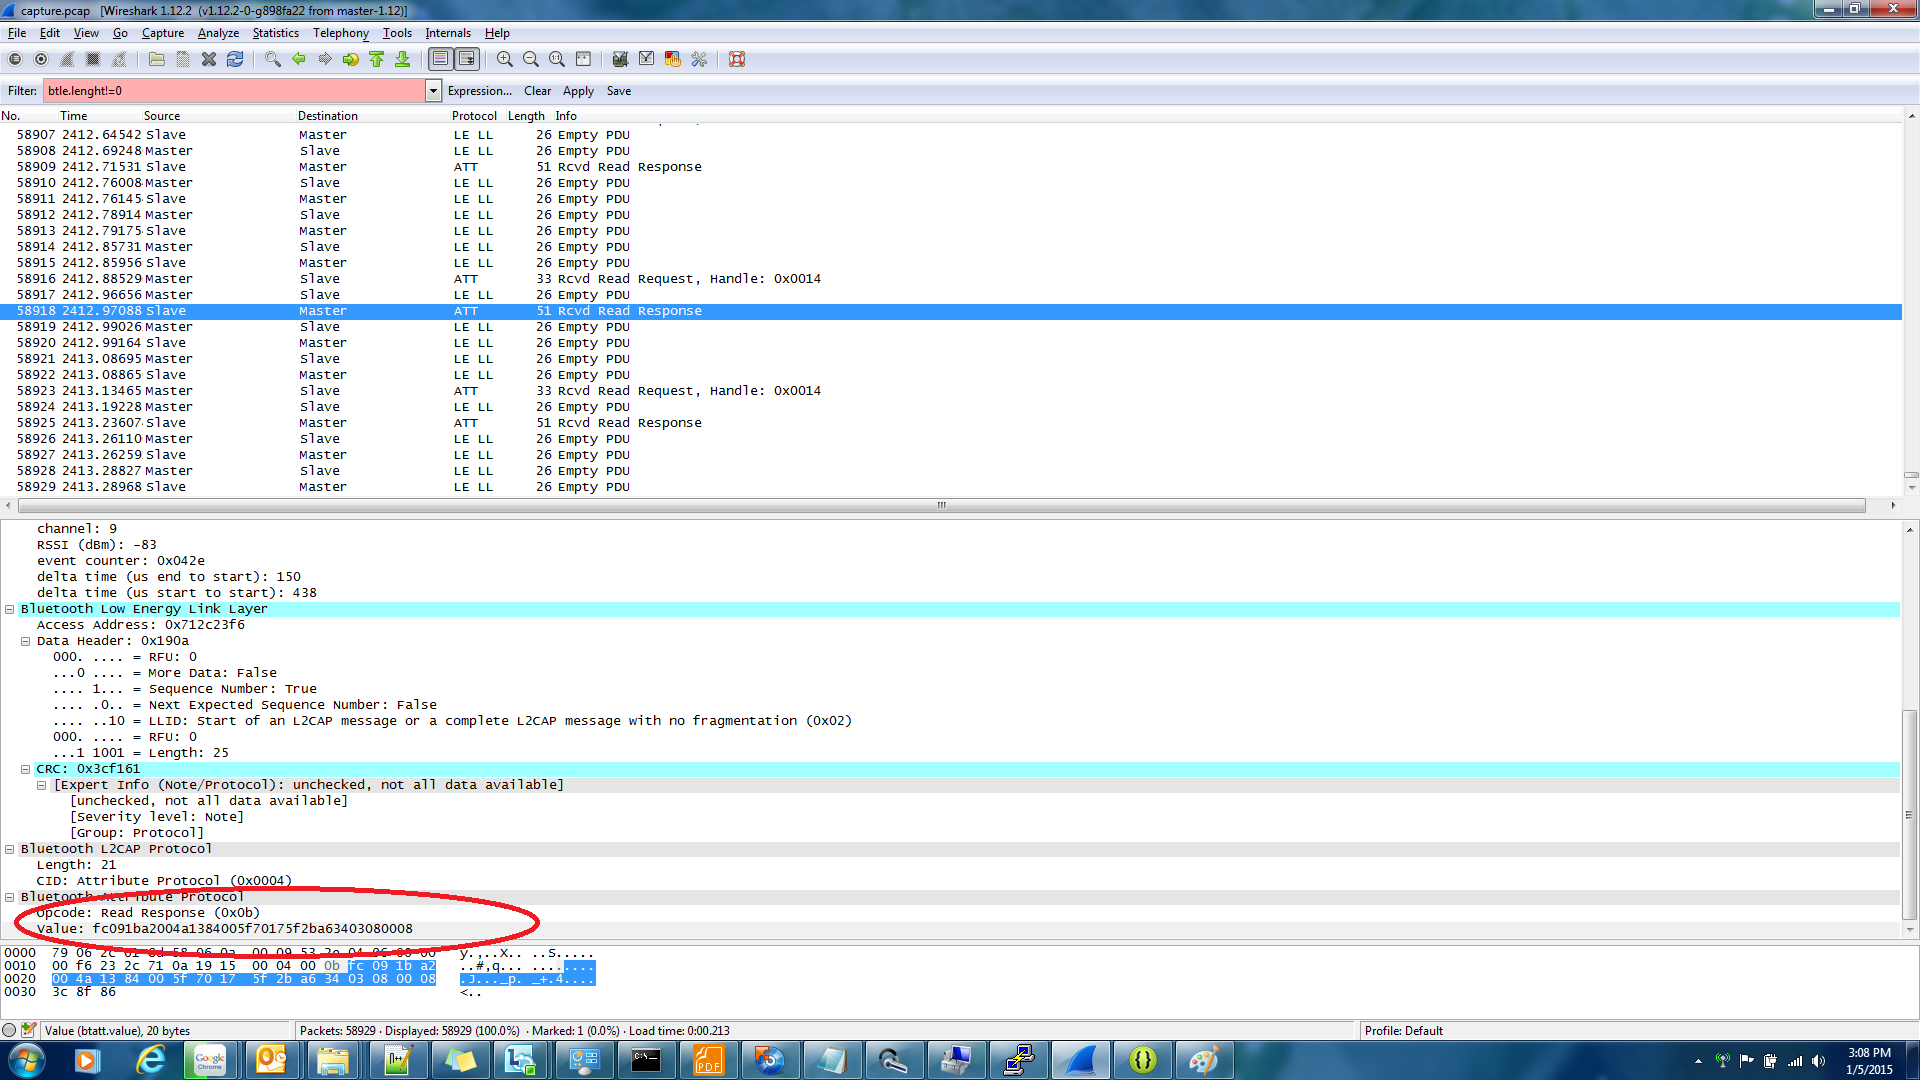 capture.pcap [Wireshark 1.12.2 (v1.12.2-0-g898fa22 from master-1.12)]
File Edit View Go Capture Analyze Statistics Telephony Tools Internals Help
Filter: btle.lenght!=0 Expression... Clear Apply Save
No. Time Source Destination Protocol Length Info
58907 2412.64542 Slave Master LE LL 26 Empty PDU
58908 2412.69248 Master Slave LE LL 26 Empty PDU
58909 2412.71531 Slave Master ATT 51 Rcvd Read Response
58910 2412.76008 Master Slave LE LL 26 Empty PDU
58911 2412.76145 Slave Master LE LL 26 Empty PDU
58912 2412.78914 Master Slave LE LL 26 Empty PDU
58913 2412.79175 Slave Master LE LL 26 Empty PDU
58914 2412.85731 Master Slave LE LL 26 Empty PDU
58915 2412.85956 Slave Master LE LL 26 Empty PDU
58916 2412.88529 Master Slave ATT 33 Rcvd Read Request, Handle: 0x0014
58917 2412.96656 Master Slave LE LL 26 Empty PDU
58918 2412.97088 Slave Master ATT 51 Rcvd Read Response
58919 2412.99026 Master Slave LE LL 26 Empty PDU
58920 2412.99164 Slave Master LE LL 26 Empty PDU
58921 2413.08695 Master Slave LE LL 26 Empty PDU
58922 2413.08865 Slave Master LE LL 26 Empty PDU
58923 2413.13465 Master Slave ATT 33 Rcvd Read Request, Handle: 0x0014
58924 2413.19228 Master Slave LE LL 26 Empty PDU
58925 2413.23607 Slave Master ATT 51 Rcvd Read Response
58926 2413.26110 Master Slave LE LL 26 Empty PDU
58927 2413.26259 Slave Master LE LL 26 Empty PDU
58928 2413.28827 Master Slave LE LL 26 Empty PDU
58929 2413.28968 Slave Master LE LL 26 Empty PDU
channel: 9
RSSI (dBm): -83
event counter: 0x042e
delta time (us end to start): 150
delta time (us start to start): 438
Bluetooth Low Energy Link Layer
Access Address: 0x712c23f6
Data Header: 0x190a
000. .... = RFU: 0
...0 .... = More Data: False
.... 1... = Sequence Number: True
.... .0.. = Next Expected Sequence Number: False
.... ..10 = LLID: Start of an L2CAP message or a complete L2CAP message with no fragmentation (0x02)
000. .... = RFU: 0
...1 1001 = Length: 25
CRC: 0x3cf161
[Expert Info (Note/Protocol): unchecked, not all data available]
[unchecked, not all data available]
[Severity level: Note]
[Group: Protocol]
Bluetooth L2CAP Protocol
Length: 21
CID: Attribute Protocol (0x0004)
Bluetooth Attribute Protocol
Opcode: Read Response (0x0b)
Value: fc091ba2004a1384005f70175f2ba63403080008
0000 79 06 2c 01 0d 58 06 0a 00 09 53 2e 04 06 00 00 y.,..X.. ..S.....
0010 00 f6 23 2c 71 0a 19 15 00 04 00 0b fc 09 1b a2 ..#,q... ........
0020 00 4a 13 84 00 5f 70 17 5f 2b a6 34 03 08 00 08 .J..._p. _+.4....
0030 3c 8f 86 <..
Value (btatt.value), 20 bytes Packets: 58929 · Displayed: 58929 (100.0%) · Marked: 1 (0.0%) · Load time: 0:00.213 Profile: Default
Google
Chrome
C:\_
PDF
3:08 PM
1/5/2015